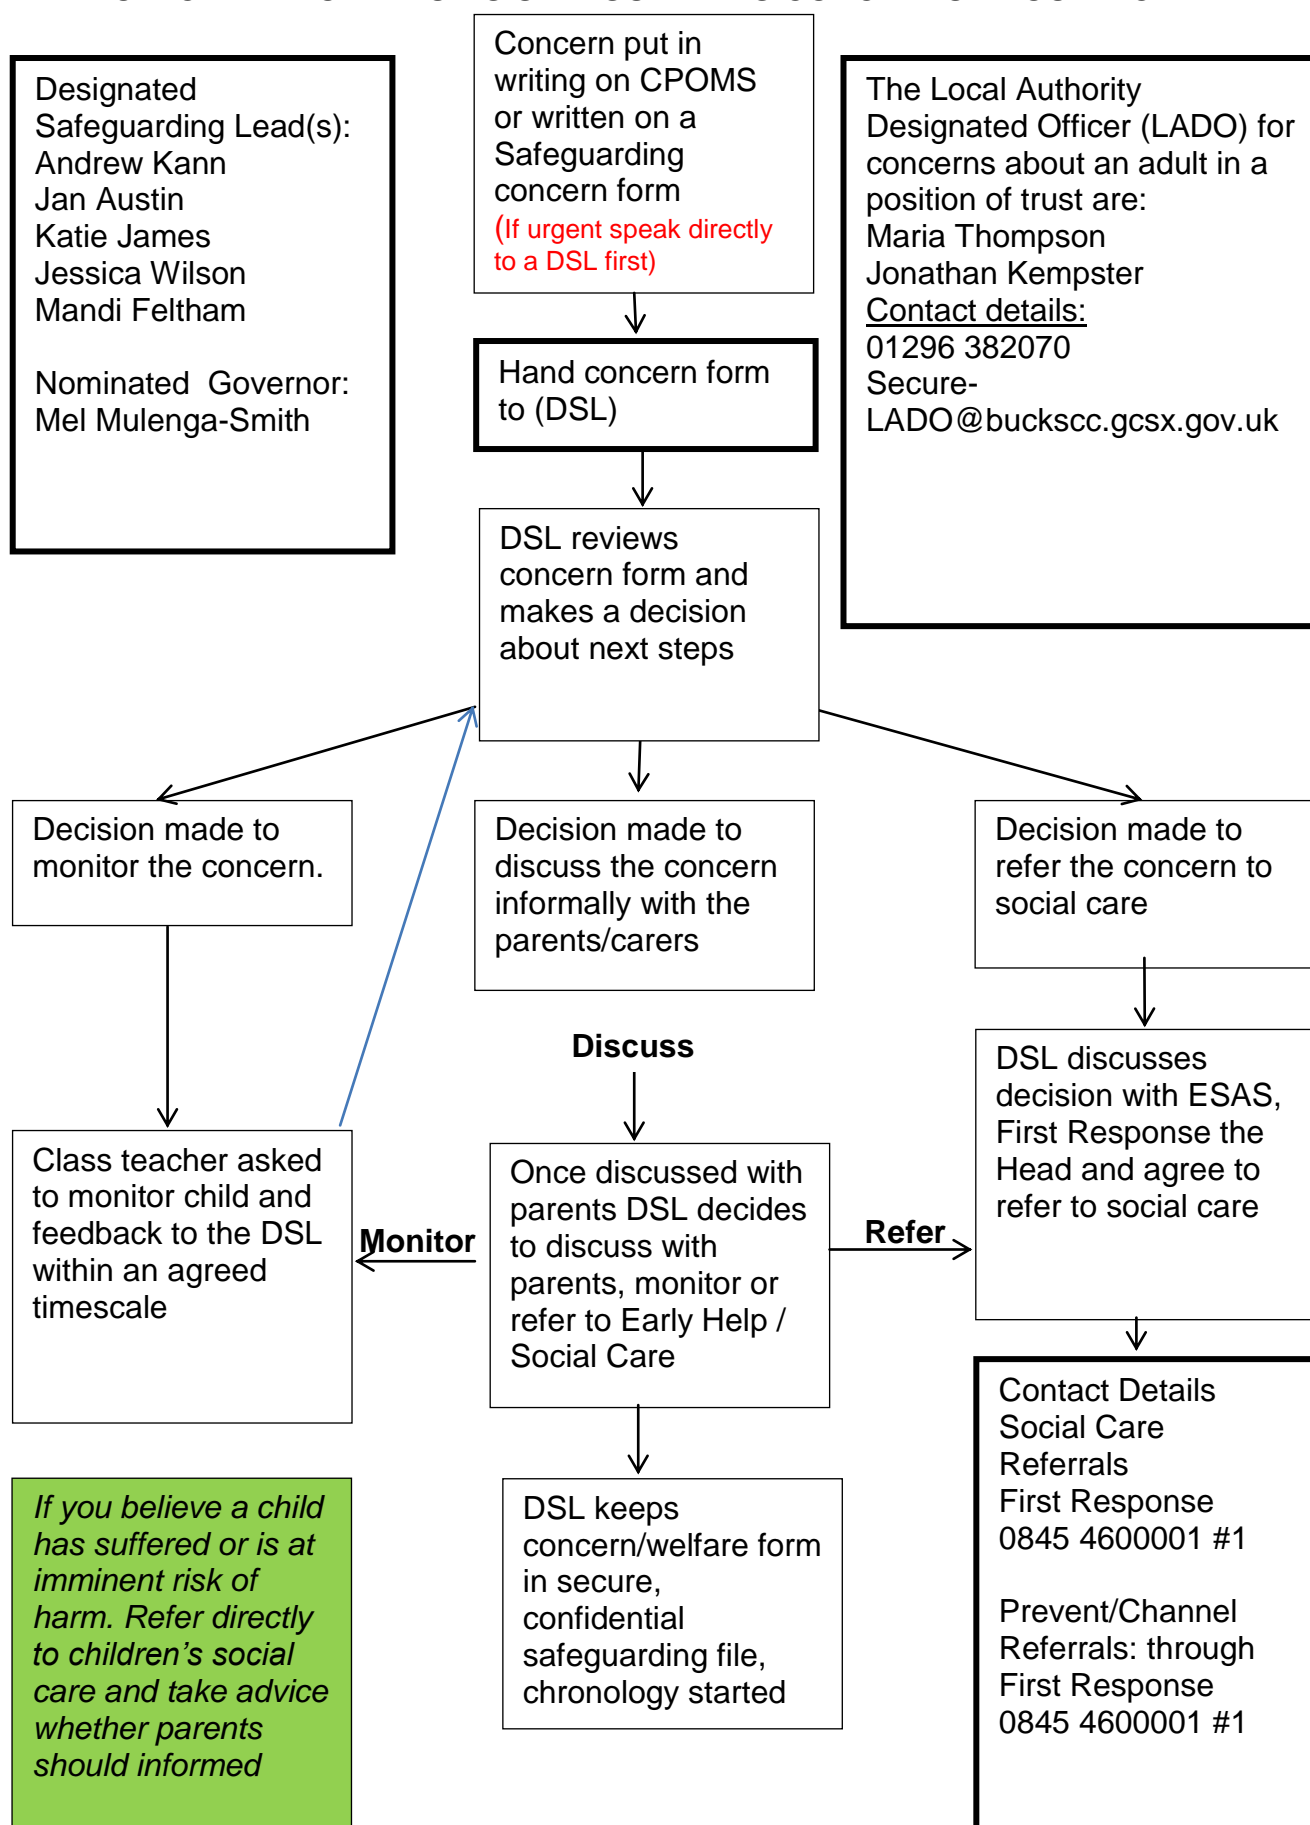 Designated
Safeguarding Lead(s):
Andrew Kann
Jan Austin
Katie James
Jessica Wilson
Mandi Feltham
Nominated  Governor:
Mel Mulenga-Smith
Concern put in
writing on CPOMS
or written on a
Safeguarding
concern form
(If urgent speak directly
to a DSL first)
The Local Authority
Designated Officer (LADO) for
concerns about an adult in a
position of trust are:
Maria Thompson
Jonathan Kempster
Contact details:
01296 382070
Secure-
LADO@buckscc.gcsx.gov.uk
Hand concern form
to (DSL)
DSL reviews
concern form and
makes a decision
about next steps
Decision made to
monitor the concern.
Decision made to
discuss the concern
informally with the
parents/carers
Decision made to
refer the concern to
social care
Discuss
Class teacher asked
to monitor child and
feedback to the DSL
within an agreed
timescale
Monitor
Once discussed with
parents DSL decides
to discuss with
parents, monitor or
refer to Early Help /
Social Care
Refer
DSL discusses
decision with ESAS,
First Response the
Head and agree to
refer to social care
If you believe a child
has suffered or is at
imminent risk of
harm. Refer directly
to children’s social
care and take advice
whether parents
should informed
DSL keeps
concern/welfare form
in secure,
confidential
safeguarding file,
chronology started
Contact Details
Social Care
Referrals
First Response
0845 4600001 #1
Prevent/Channel
Referrals: through
First Response
0845 4600001 #1